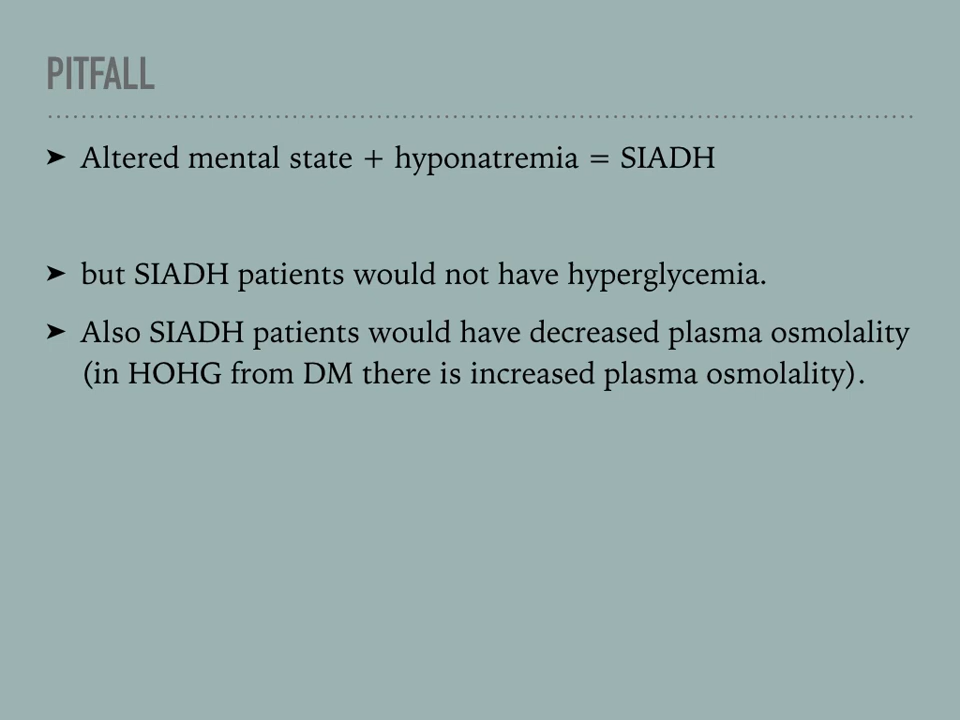 PITFALL
➤ Altered mental state + hyponatremia = SIADH
➤ but SIADH patients would not have hyperglycemia.
➤ Also SIADH patients would have decreased plasma osmolality
(in HOHG from DM there is increased plasma osmolality).